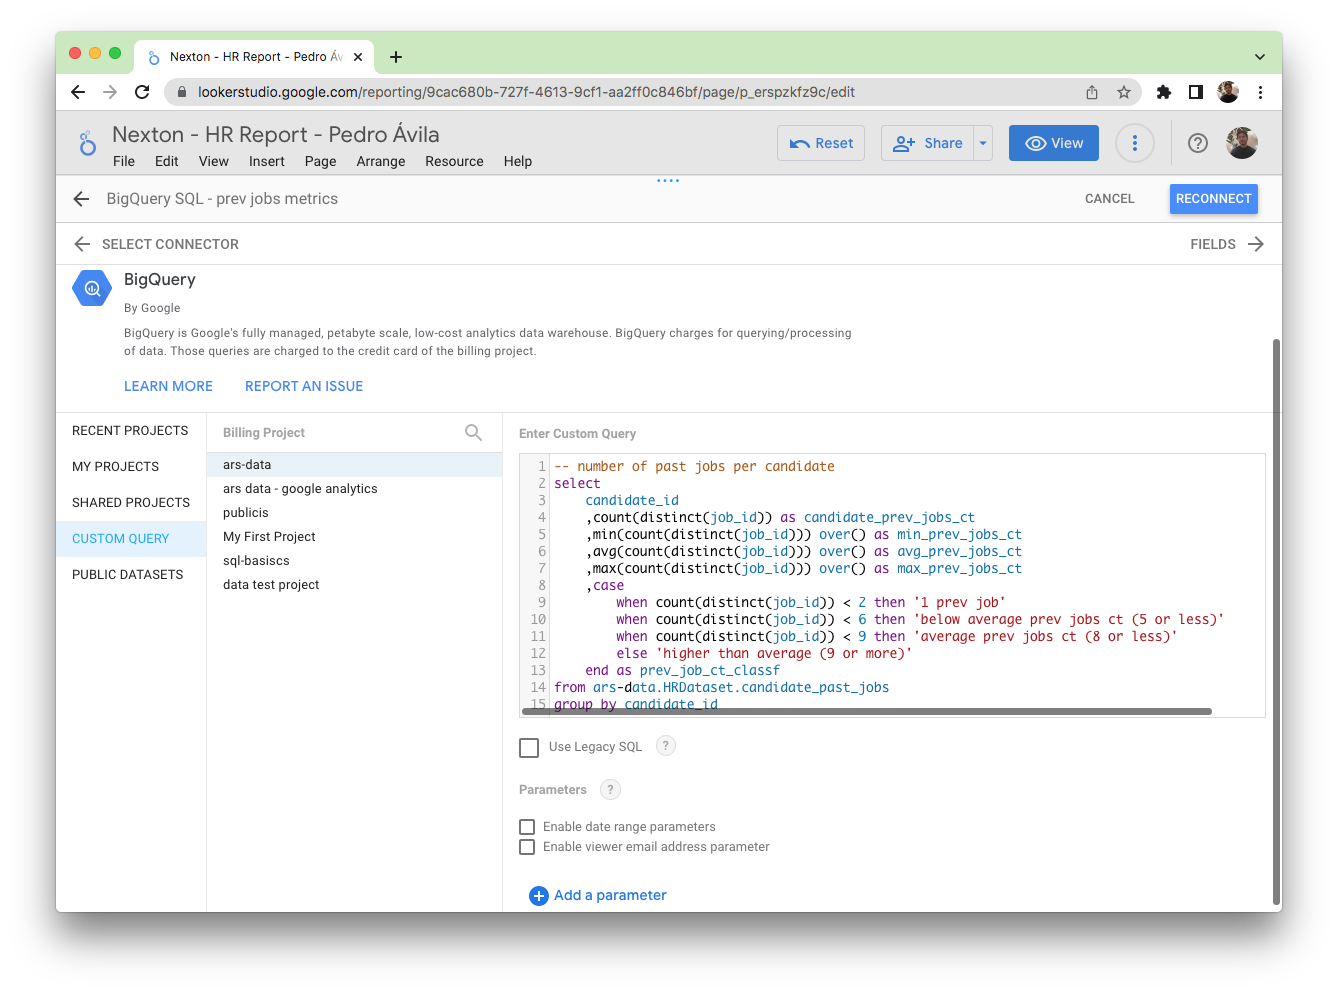 Nexton - HR Report - Pedro Áv
lookerstudio.google.com/reporting/9cac680b-727f-4613-9cf1-aa2ff0c846bf/page/p_erspzkfz9c/edit
Nexton - HR Report - Pedro Ávila
File Edit View Insert Page Arrange Resource Help
Reset Share View
BigQuery SQL - prev jobs metrics
CANCEL RECONNECT
SELECT CONNECTOR
FIELDS
BigQuery
By Google
BigQuery is Google's fully managed, petabyte scale, low-cost analytics data warehouse. BigQuery charges for querying/processing
of data. Those queries are charged to the credit card of the billing project.
LEARN MORE REPORT AN ISSUE
RECENT PROJECTS
MY PROJECTS
SHARED PROJECTS
CUSTOM QUERY
PUBLIC DATASETS
Billing Project
ars-data
ars data - google analytics
publicis
My First Project
sql-basiscs
data test project
Enter Custom Query
1 -- number of past jobs per candidate
2 select
3 candidate_id
4 ,count(distinct(job_id)) as candidate_prev_jobs_ct
5 ,min(count(distinct(job_id))) over() as min_prev_jobs_ct
6 ,avg(count(distinct(job_id))) over() as avg_prev_jobs_ct
7 ,max(count(distinct(job_id))) over() as max_prev_jobs_ct
8 ,case
9 when count(distinct(job_id)) < 2 then '1 prev job'
10 when count(distinct(job_id)) < 6 then 'below average prev jobs ct (5 or less)'
11 when count(distinct(job_id)) < 9 then 'average prev jobs ct (8 or less)'
12 else 'higher than average (9 or more)'
13 end as prev_job_ct_classf
14 from ars-data.HRDataset.candidate_past_jobs
15 group by candidate_id
Use Legacy SQL ?
Parameters ?
Enable date range parameters
Enable viewer email address parameter
Add a parameter